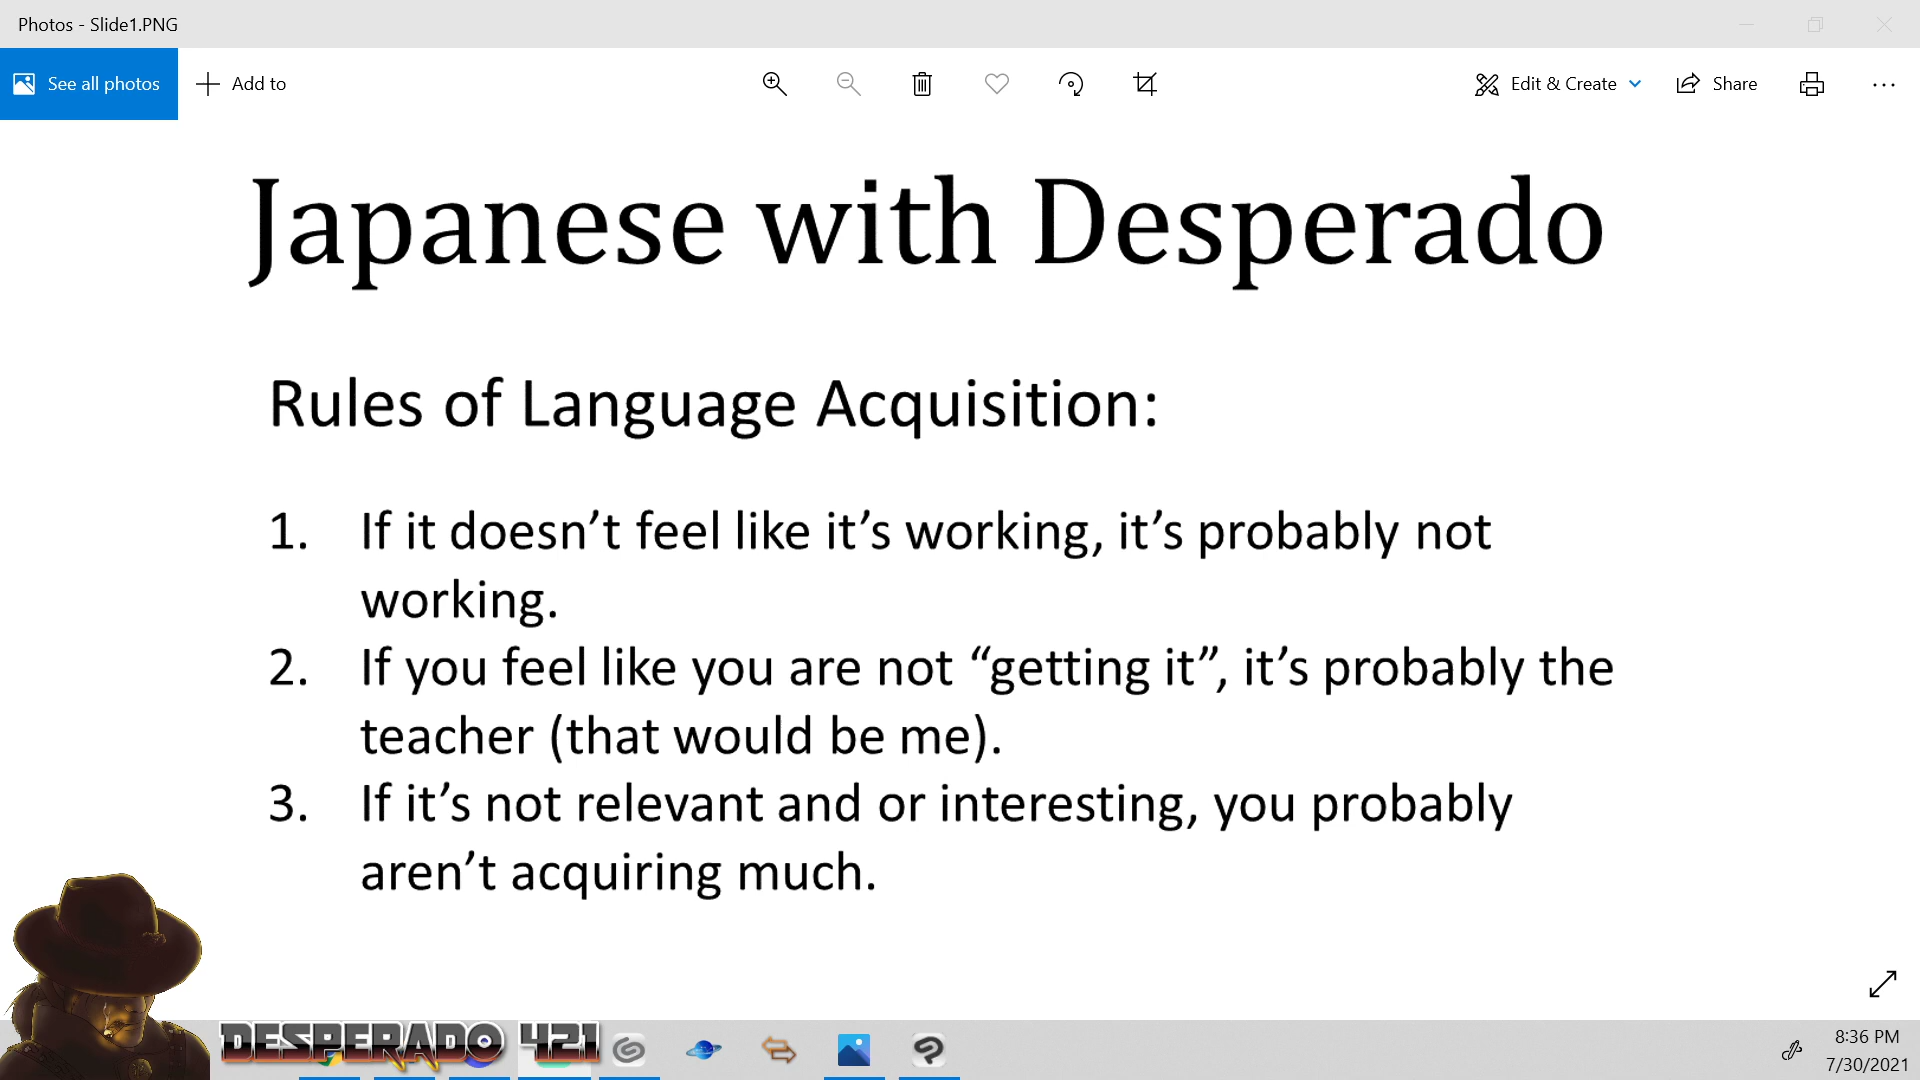 Photos - Slide1.PNG
See all photos
Add to
Edit & Create
Share
Japanese with Desperado
Rules of Language Acquisition:
1. If it doesn’t feel like it’s working, it’s probably not
working.
2. If you feel like you are not “getting it”, it’s probably the
teacher (that would be me).
3. If it’s not relevant and or interesting, you probably
aren’t acquiring much.
DESPERADO 421
8:36 PM
7/30/2021